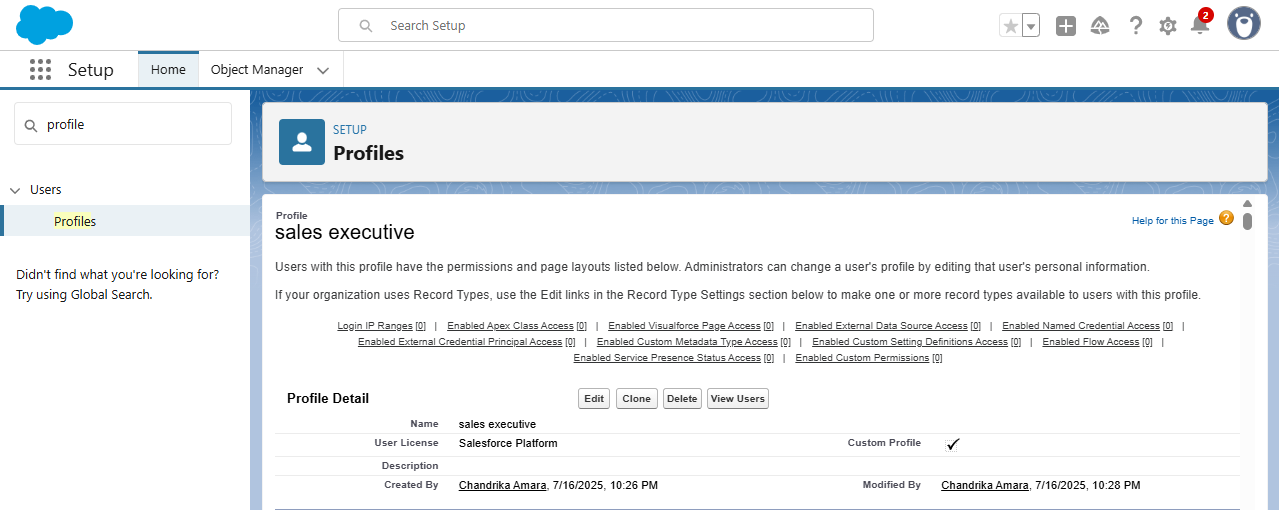 Search Setup
2
Setup
Home
Object Manager
profile
Users
Profiles
Didn't find what you're looking for?
Try using Global Search.
SETUP
Profiles
Profile
sales executive
Help for this Page ?
Users with this profile have the permissions and page layouts listed below. Administrators can change a user's profile by editing that user's personal information.
If your organization uses Record Types, use the Edit links in the Record Type Settings section below to make one or more record types available to users with this profile.
Login IP Ranges [0] | Enabled Apex Class Access [0] | Enabled Visualforce Page Access [0] | Enabled External Data Source Access [0] | Enabled Named Credential Access [0] |
Enabled External Credential Principal Access [0] | Enabled Custom Metadata Type Access [0] | Enabled Custom Setting Definitions Access [0] | Enabled Flow Access [0] |
Enabled Service Presence Status Access [0] | Enabled Custom Permissions [0]
Profile Detail Edit Clone Delete View Users
Name sales executive
User License Salesforce Platform Custom Profile ✓
Description
Created By Chandrika Amara, 7/16/2025, 10:26 PM Modified By Chandrika Amara, 7/16/2025, 10:28 PM